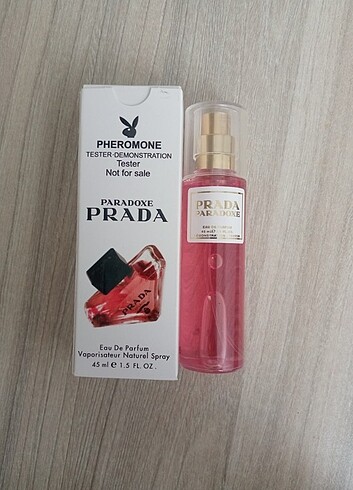 PHEROMONE
TESTER-DEMONSTRATION
Tester
Not for sale
PARADOXE
PRADA
PRADA
Eau De Parfum
Vaporisateur Naturel Spray
45 ml e 1.5 FL. OZ.
PRADA
PARADOXE
EAU DE PARFUM